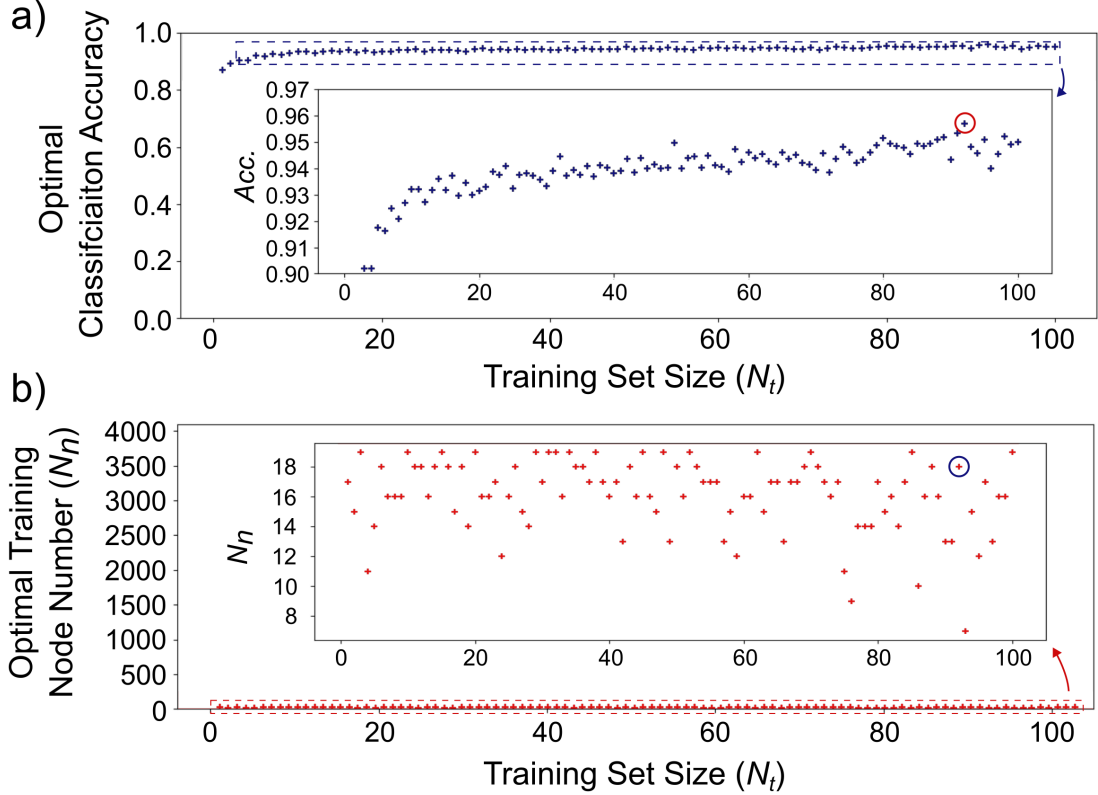 a)
Optimal
Classifciaiton Accuracy
1.0
0.8
0.6
0.4
0.2
0.0
0 20 40 60 80 100
Training Set Size (Nt)
Acc.
0.97
0.96
0.95
0.94
0.93
0.92
0.91
0.90
0 20 40 60 80 100
b)
Optimal Training
Node Number (Nn)
4000
3500
3000
2500
2000
1500
1000
500
0
0 20 40 60 80 100
Training Set Size (Nt)
Nn
18
16
14
12
10
8
0 20 40 60 80 100